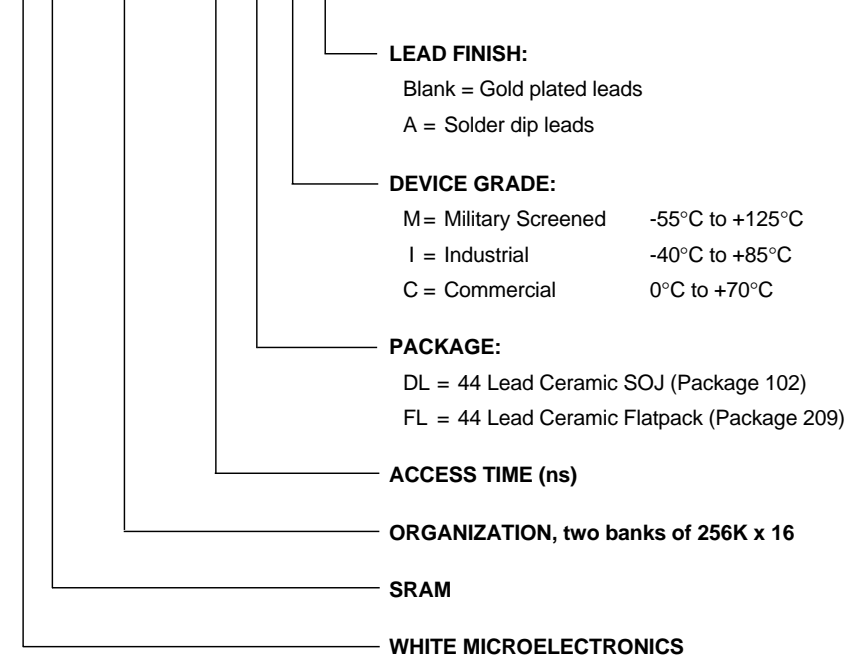 LEAD FINISH:
Blank = Gold plated leads
A = Solder dip leads
DEVICE GRADE:
M = Military Screened -55°C to +125°C
I = Industrial -40°C to +85°C
C = Commercial 0°C to +70°C
PACKAGE:
DL = 44 Lead Ceramic SOJ (Package 102)
FL = 44 Lead Ceramic Flatpack (Package 209)
ACCESS TIME (ns)
ORGANIZATION, two banks of 256K x 16
SRAM
WHITE MICROELECTRONICS